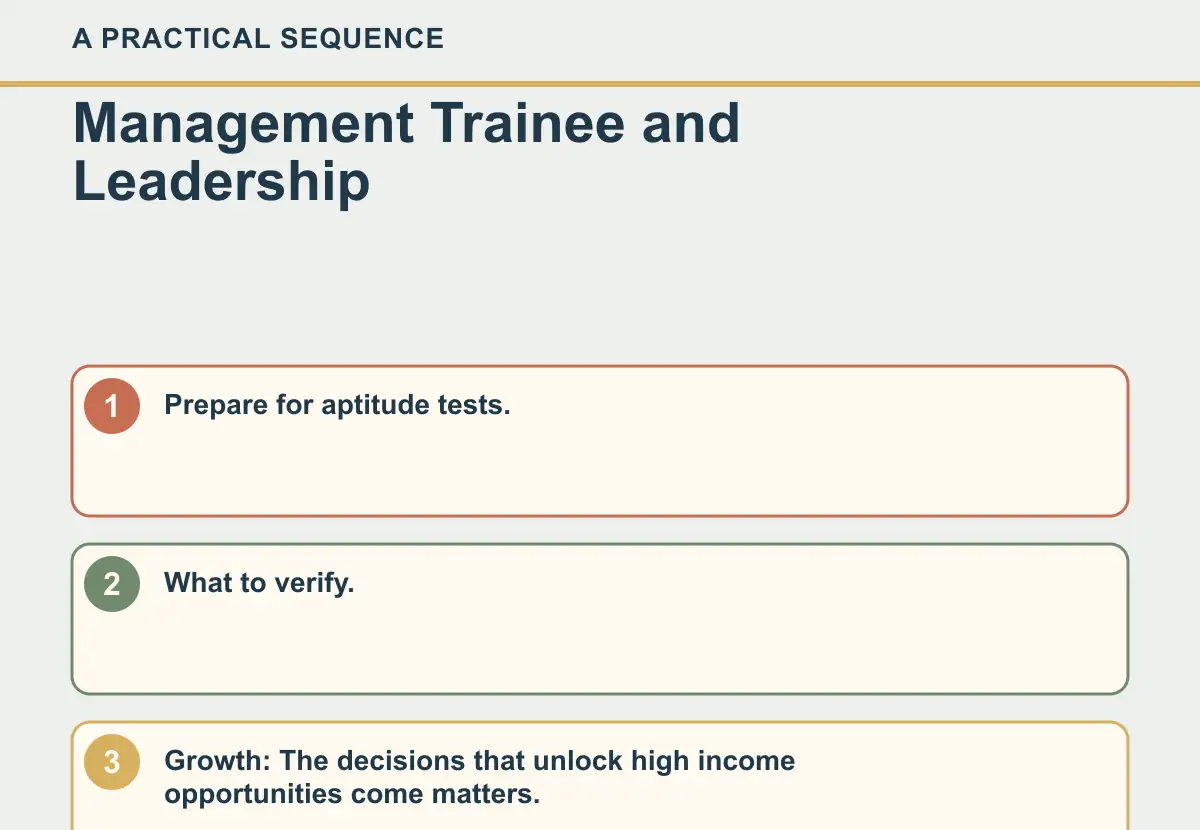 A PRACTICAL SEQUENCE
Management Trainee and
Leadership
1
Prepare for aptitude tests.
2
What to verify.
3
Growth: The decisions that unlock high income
opportunities come matters.